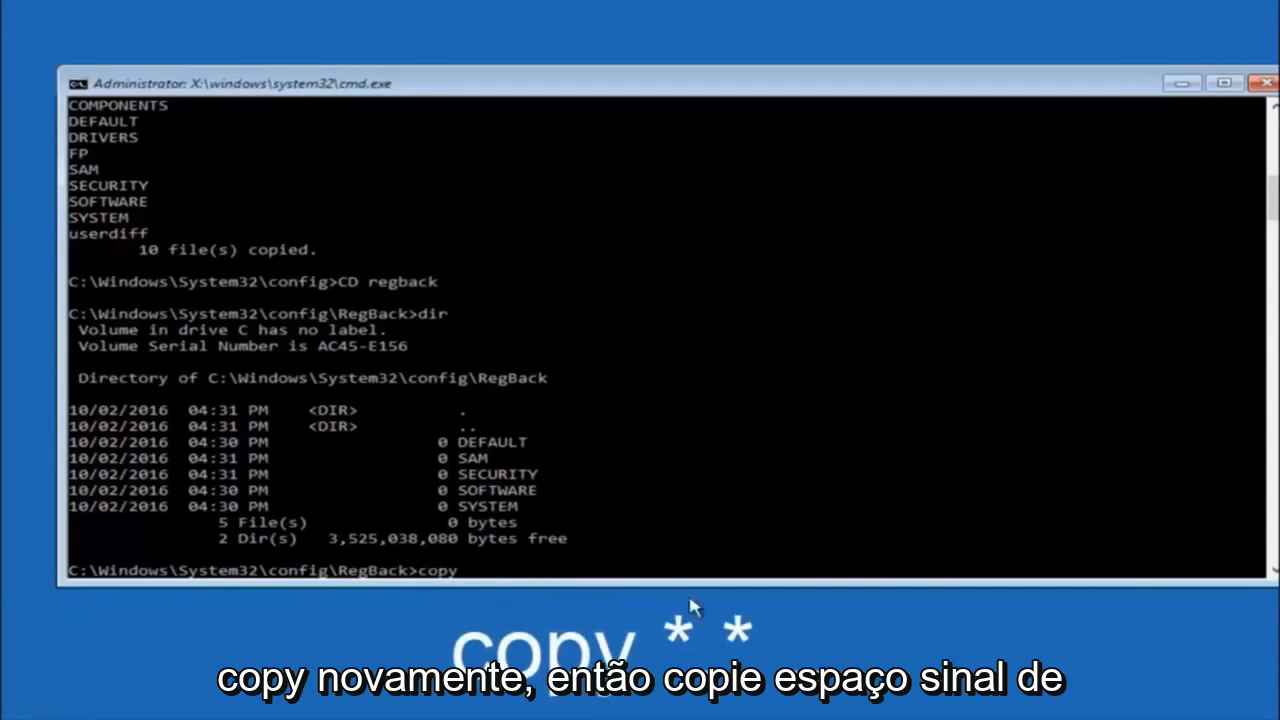 Administrator: X:\windows\system32\cmd.exe
COMPONENTS
DEFAULT
DRIVERS
FP
SAM
SECURITY
SOFTWARE
SYSTEM
userdiff
10 file(s) copied.
C:\Windows\System32\config>CD regback
C:\Windows\System32\config\RegBack>dir
Volume in drive C has no label.
Volume Serial Number is AC45-E156
Directory of C:\Windows\System32\config\RegBack
10/02/2016 04:31 PM <DIR> .
10/02/2016 04:31 PM <DIR> ..
10/02/2016 04:30 PM 0 DEFAULT
10/02/2016 04:31 PM 0 SAM
10/02/2016 04:31 PM 0 SECURITY
10/02/2016 04:30 PM 0 SOFTWARE
10/02/2016 04:30 PM 0 SYSTEM
5 File(s) 0 bytes
2 Dir(s) 3,525,038,080 bytes free
C:\Windows\System32\config\RegBack>copy
copy * *
copy novamente, então copie espaço sinal de